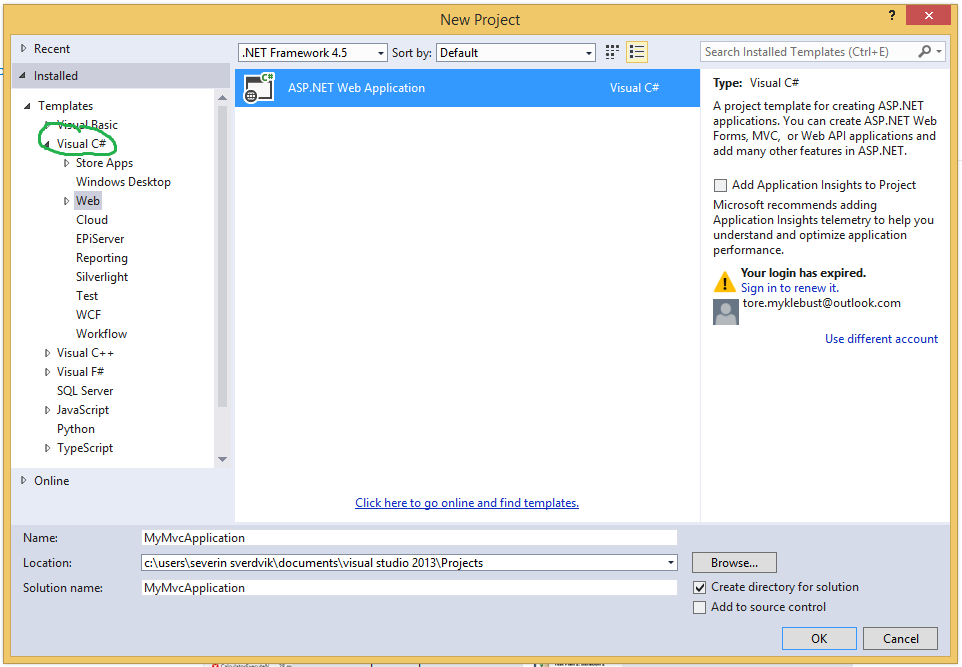 New Project
?
Recent
.NET Framework 4.5
Sort by:
Default
Search Installed Templates (Ctrl+E)
Installed
Templates
Visual Basic
Visual C#
Store Apps
Windows Desktop
Web
Cloud
EPiServer
Reporting
Silverlight
Test
WCF
Workflow
Visual C++
Visual F#
SQL Server
JavaScript
Python
TypeScript
Online
C#
ASP.NET Web Application
Visual C#
Click here to go online and find templates.
Type: Visual C#
A project template for creating ASP.NET
applications. You can create ASP.NET Web
Forms, MVC, or Web API applications and
add many other features in ASP.NET.
Add Application Insights to Project
Microsoft recommends adding
Application Insights telemetry to help you
understand and optimize application
performance.
Your login has expired.
Sign in to renew it.
tore.myklebust@outlook.com
Use different account
Name:
MyMvcApplication
Location:
c:\users\severin sverdvik\documents\visual studio 2013\Projects
Browse...
Solution name:
MyMvcApplication
Create directory for solution
Add to source control
OK
Cancel